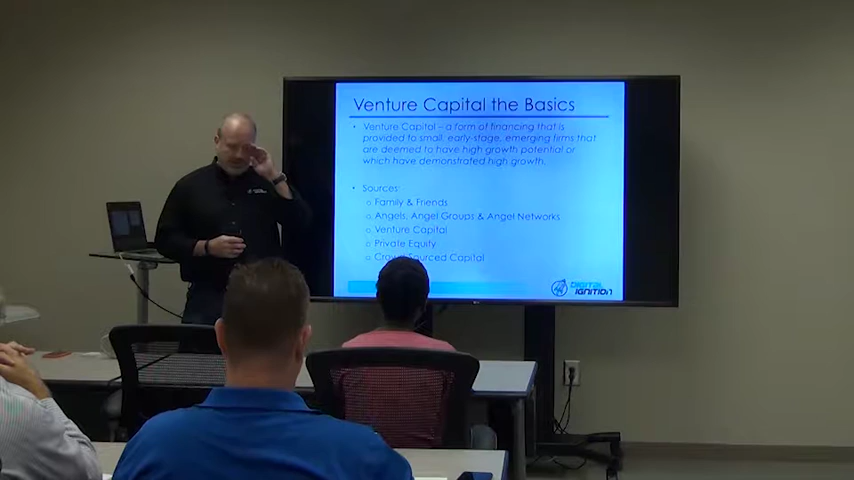 Venture Capital the Basics
• Venture Capital – a form of financing that is
provided to small, early-stage, emerging firms that
are deemed to have high growth potential or
which have demonstrated high growth.
• Sources:
o Family & Friends
o Angels, Angel Groups & Angel Networks
o Venture Capital
o Private Equity
o Crowd Sourced Capital
DIGITAL
IGNITION